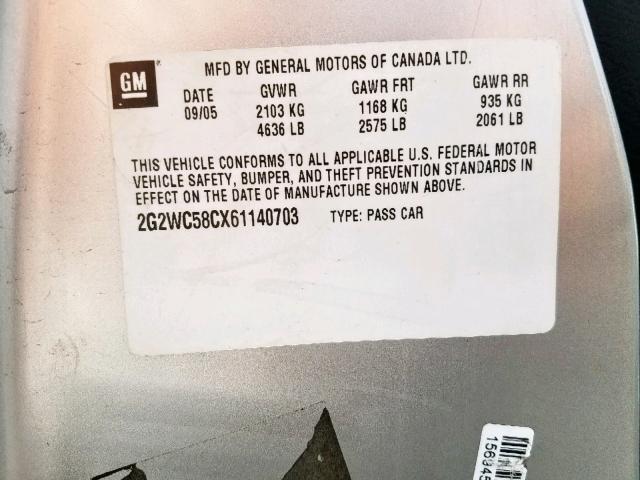 GM
MFD BY GENERAL MOTORS OF CANADA LTD.
DATE GVWR GAWR FRT GAWR RR
09/05 2103 KG 1168 KG 935 KG
4636 LB 2575 LB 2061 LB
THIS VEHICLE CONFORMS TO ALL APPLICABLE U.S. FEDERAL MOTOR
VEHICLE SAFETY, BUMPER, AND THEFT PREVENTION STANDARDS IN
EFFECT ON THE DATE OF MANUFACTURE SHOWN ABOVE.
2G2WC58CX61140703 TYPE: PASS CAR